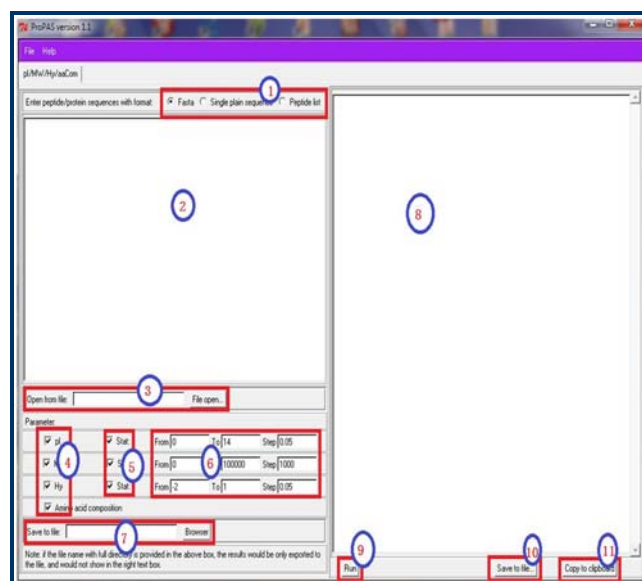 ProPAS version 1.1
File Help
pI/MW/Hy/aaCom
Enter peptide/protein sequences with format: Fasta Single plain sequence Peptide list
1
2
8
3
Open from file: File open...
Parameter
pI Stat From 0 To 14 Step 0.05
4 5 6
From 0 100000 Step 1000
Hy Stat From -2 To 1 Step 0.05
Amino acid composition
7
Save to file: Browser
Note: if the file name with full directory is provided in the above box, the results would be only exported to
the file, and would not show in the right text box.
9 10 11
Run Save to file... Copy to clipboard